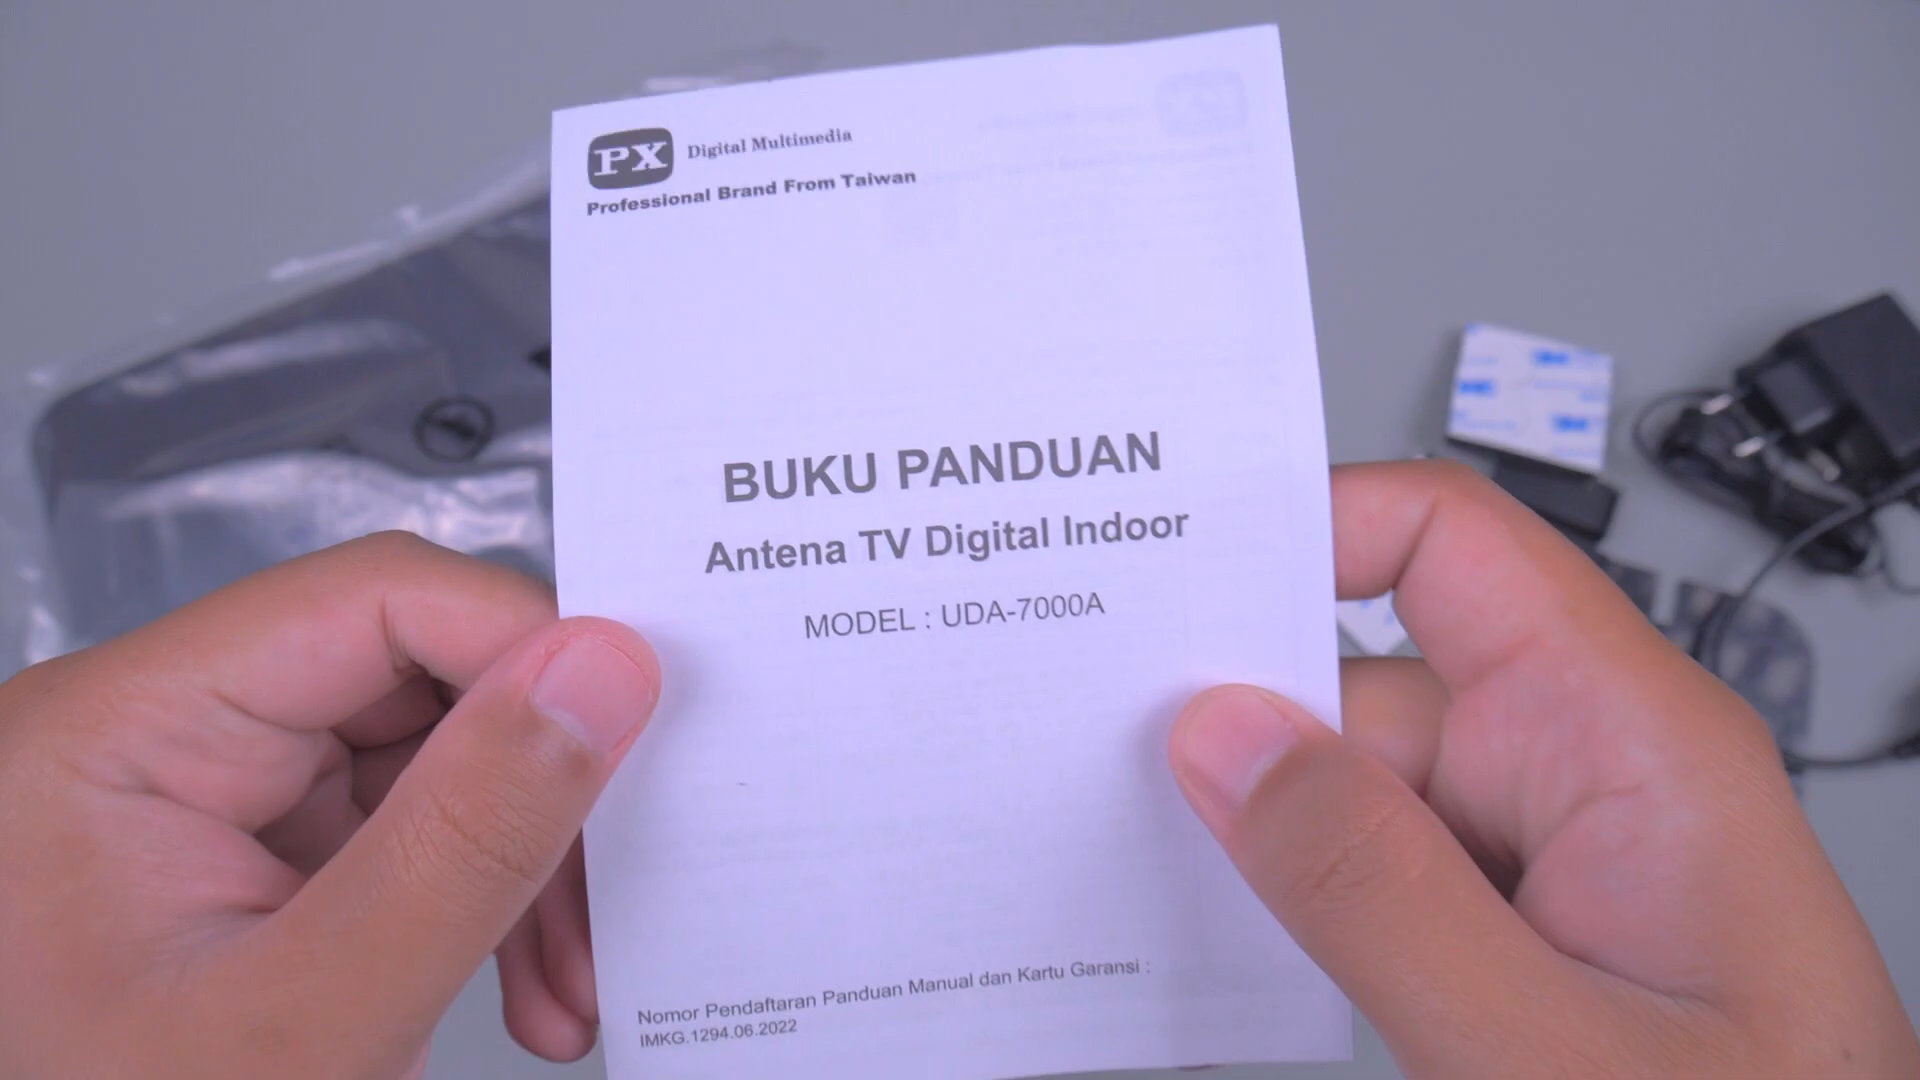 PX Digital Multimedia
Professional Brand From Taiwan
BUKU PANDUAN
Antena TV Digital Indoor
MODEL : UDA-7000A
Nomor Pendaftaran Panduan Manual dan Kartu Garansi :
IMKG.1294.06.2022